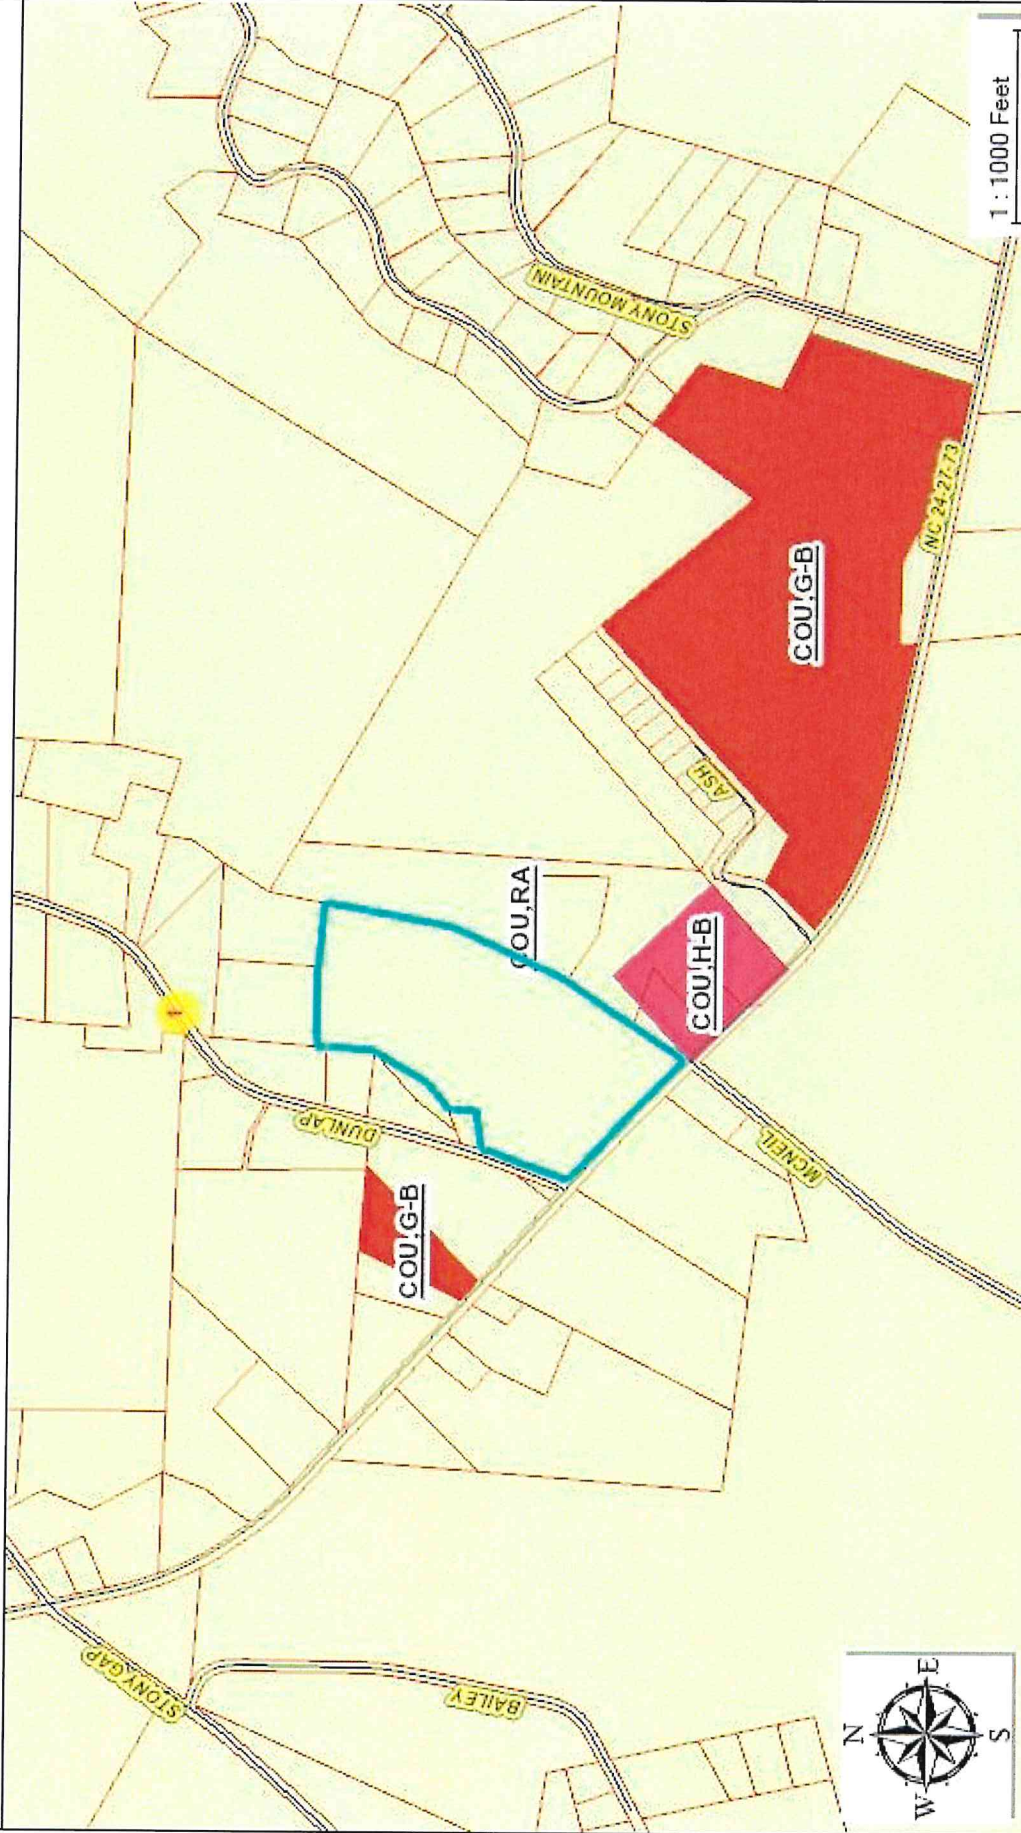 STONY GAP
BAILEY
DUNLAP
COU,G-B
COU,RA
COU,H-B
MCNEIL
ASH
COU,G-B
STONY MOUNTAIN
NC 24-27-73
N
W
E
S
1 : 1000 Feet